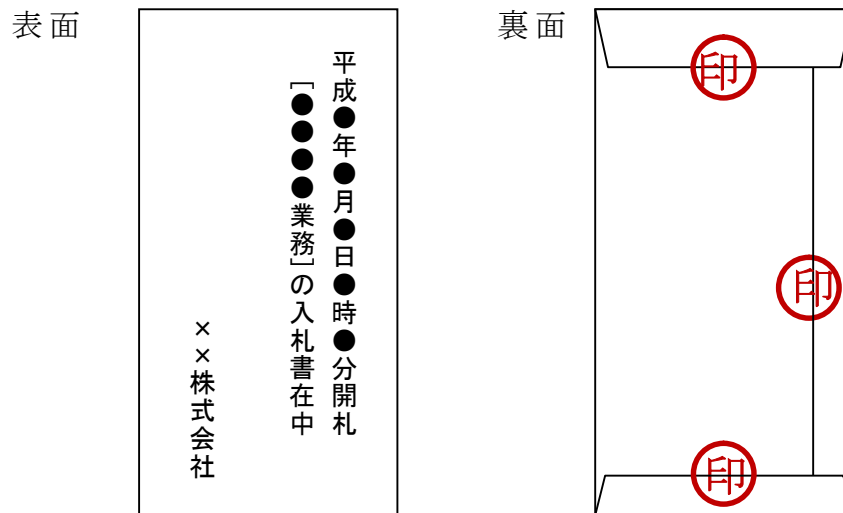 表面
平成●年●月●日●時●分開札
［●●●●業務］の入札書在中
××株式会社
裏面
印
印
印